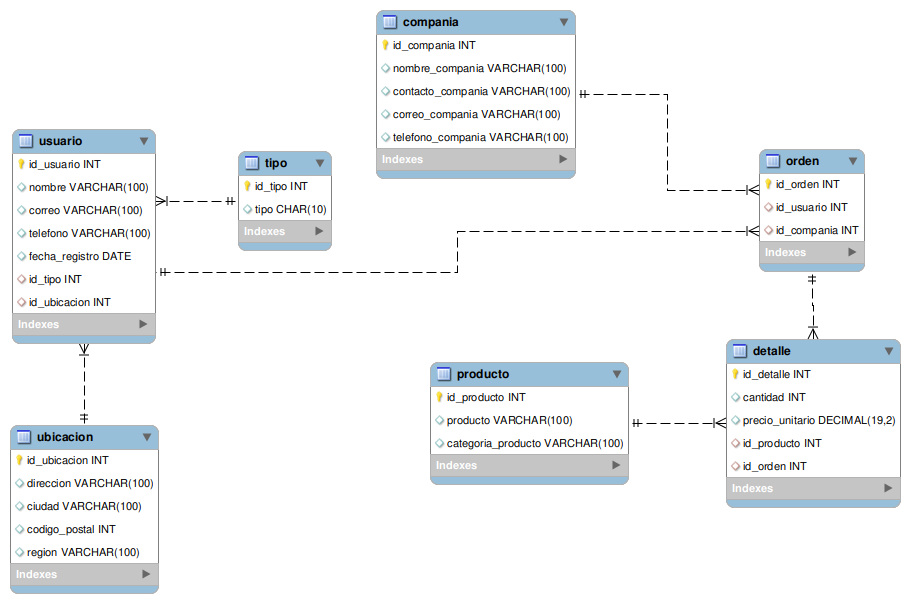 compania
id_compania INT
nombre_compania VARCHAR(100)
contacto_compania VARCHAR(100)
correo_compania VARCHAR(100)
telefono_compania VARCHAR(100)
Indexes
usuario
id_usuario INT
nombre VARCHAR(100)
correo VARCHAR(100)
telefono VARCHAR(100)
fecha_registro DATE
id_tipo INT
id_ubicacion INT
Indexes
tipo
id_tipo INT
tipo CHAR(10)
Indexes
orden
id_orden INT
id_usuario INT
id_compania INT
Indexes
producto
id_producto INT
producto VARCHAR(100)
categoria_producto VARCHAR(100)
Indexes
detalle
id_detalle INT
cantidad INT
precio_unitario DECIMAL(19,2)
id_producto INT
id_orden INT
Indexes
ubicacion
id_ubicacion INT
direccion VARCHAR(100)
ciudad VARCHAR(100)
codigo_postal INT
region VARCHAR(100)
Indexes